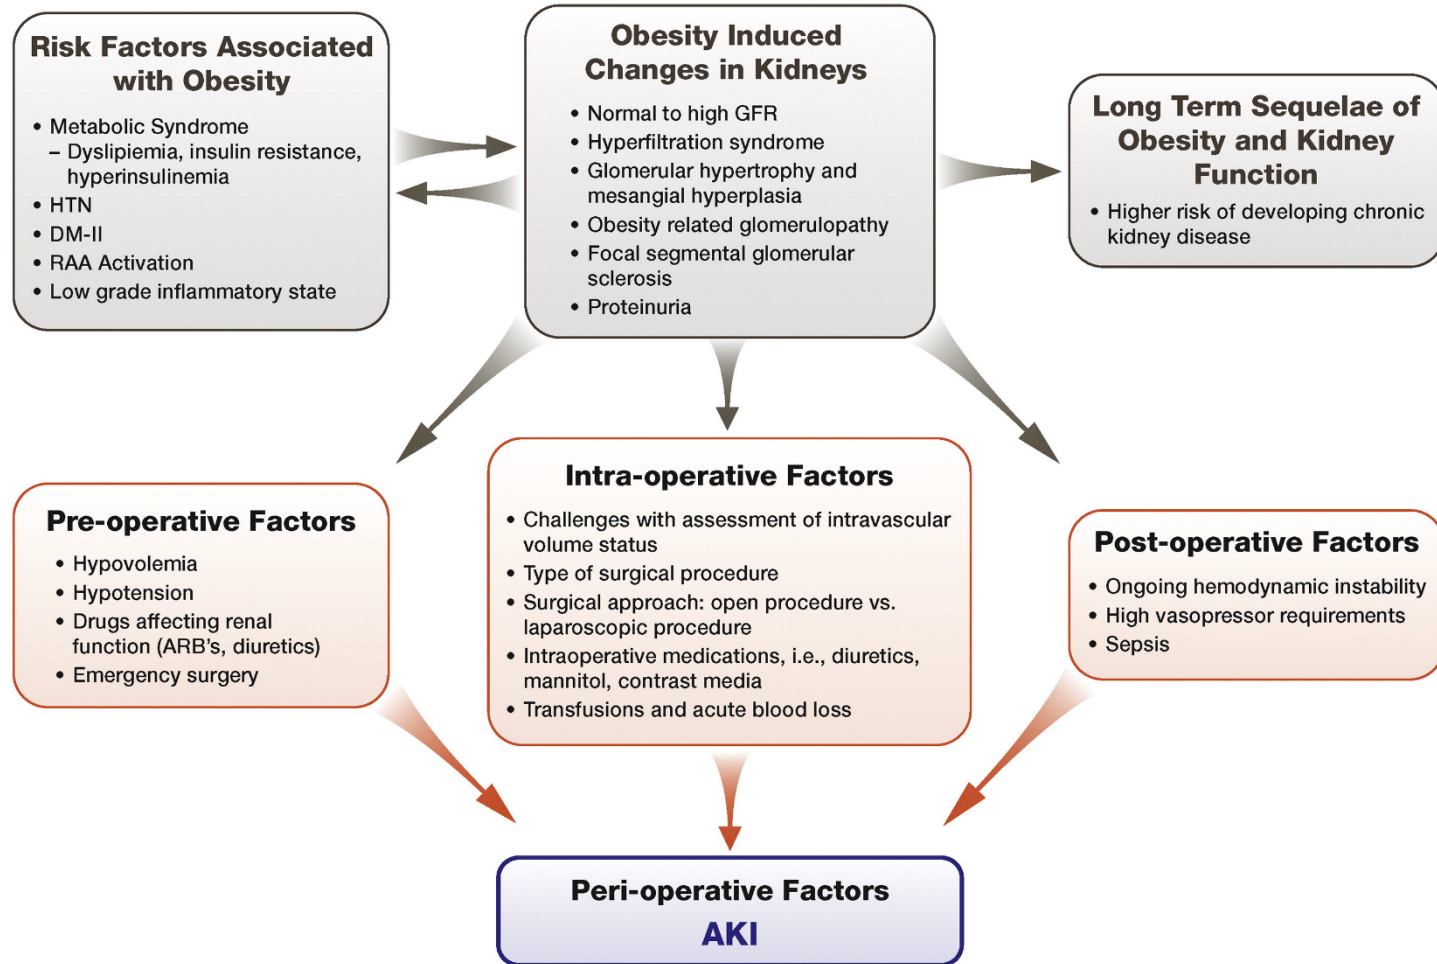 Risk Factors Associated
with Obesity
• Metabolic Syndrome
– Dyslipiemia, insulin resistance,
hyperinsulinemia
• HTN
• DM-II
• RAA Activation
• Low grade inflammatory state
Obesity Induced
Changes in Kidneys
• Normal to high GFR
• Hyperfiltration syndrome
• Glomerular hypertrophy and
mesangial hyperplasia
• Obesity related glomerulopathy
• Focal segmental glomerular
sclerosis
• Proteinuria
Long Term Sequelae of
Obesity and Kidney
Function
• Higher risk of developing chronic
kidney disease
Pre-operative Factors
• Hypovolemia
• Hypotension
• Drugs affecting renal
function (ARB's, diuretics)
• Emergency surgery
Intra-operative Factors
• Challenges with assessment of intravascular
volume status
• Type of surgical procedure
• Surgical approach: open procedure vs.
laparoscopic procedure
• Intraoperative medications, i.e., diuretics,
mannitol, contrast media
• Transfusions and acute blood loss
Post-operative Factors
• Ongoing hemodynamic instability
• High vasopressor requirements
• Sepsis
Peri-operative Factors
AKI